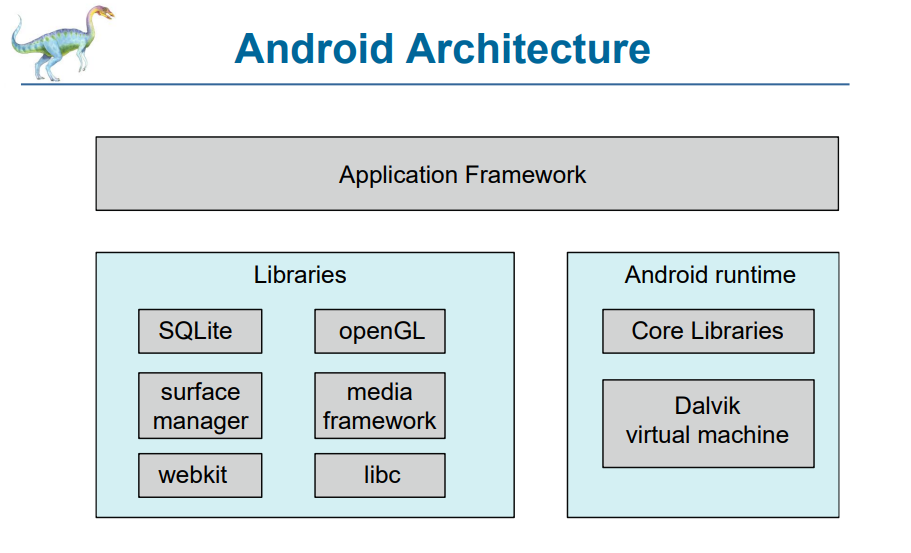 Android Architecture
Application Framework
Libraries
SQLite
openGL
surface
manager
media
framework
webkit
libc
Android runtime
Core Libraries
Dalvik
virtual machine